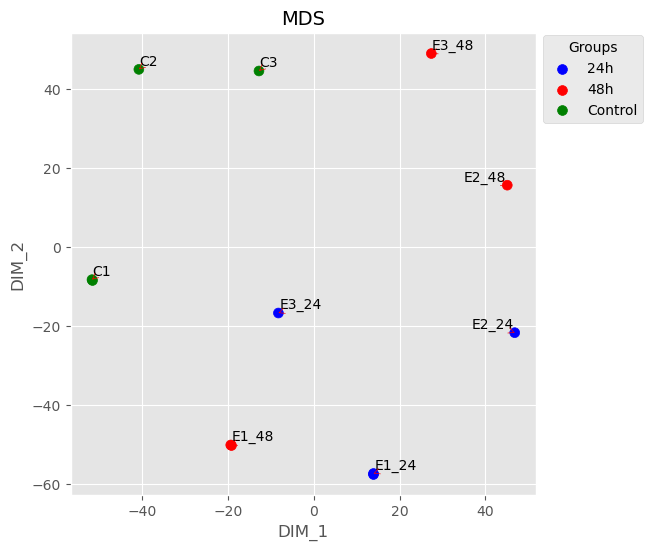 MDS
C2
C3
E3_48
E2_48
C1
E3_24
E2_24
E1_48
E1_24
40
20
0
−20
−40
−60
−40
−20
0
20
40
DIM_1
DIM_2
Groups
24h
48h
Control